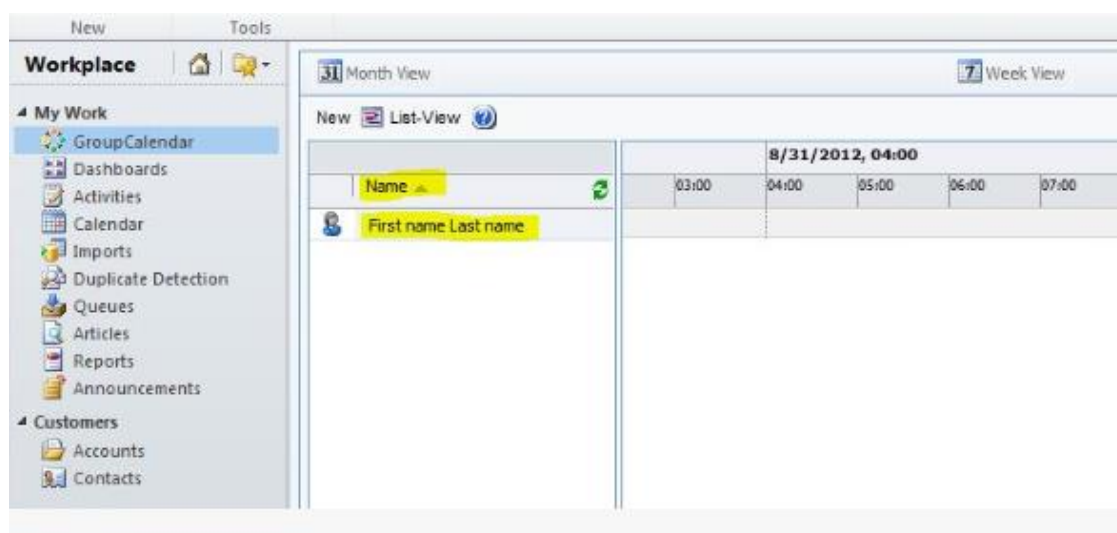 New Tools
Workplace
31 Month View 7 Week View
My Work
New List-View ?
GroupCalendar
Dashboards
8/31/2012, 04:00
Activities
Name 03:00 04:00 05:00 06:00 07:00
Calendar
First name Last name
Imports
Duplicate Detection
Queues
Articles
Reports
Announcements
Customers
Accounts
Contacts